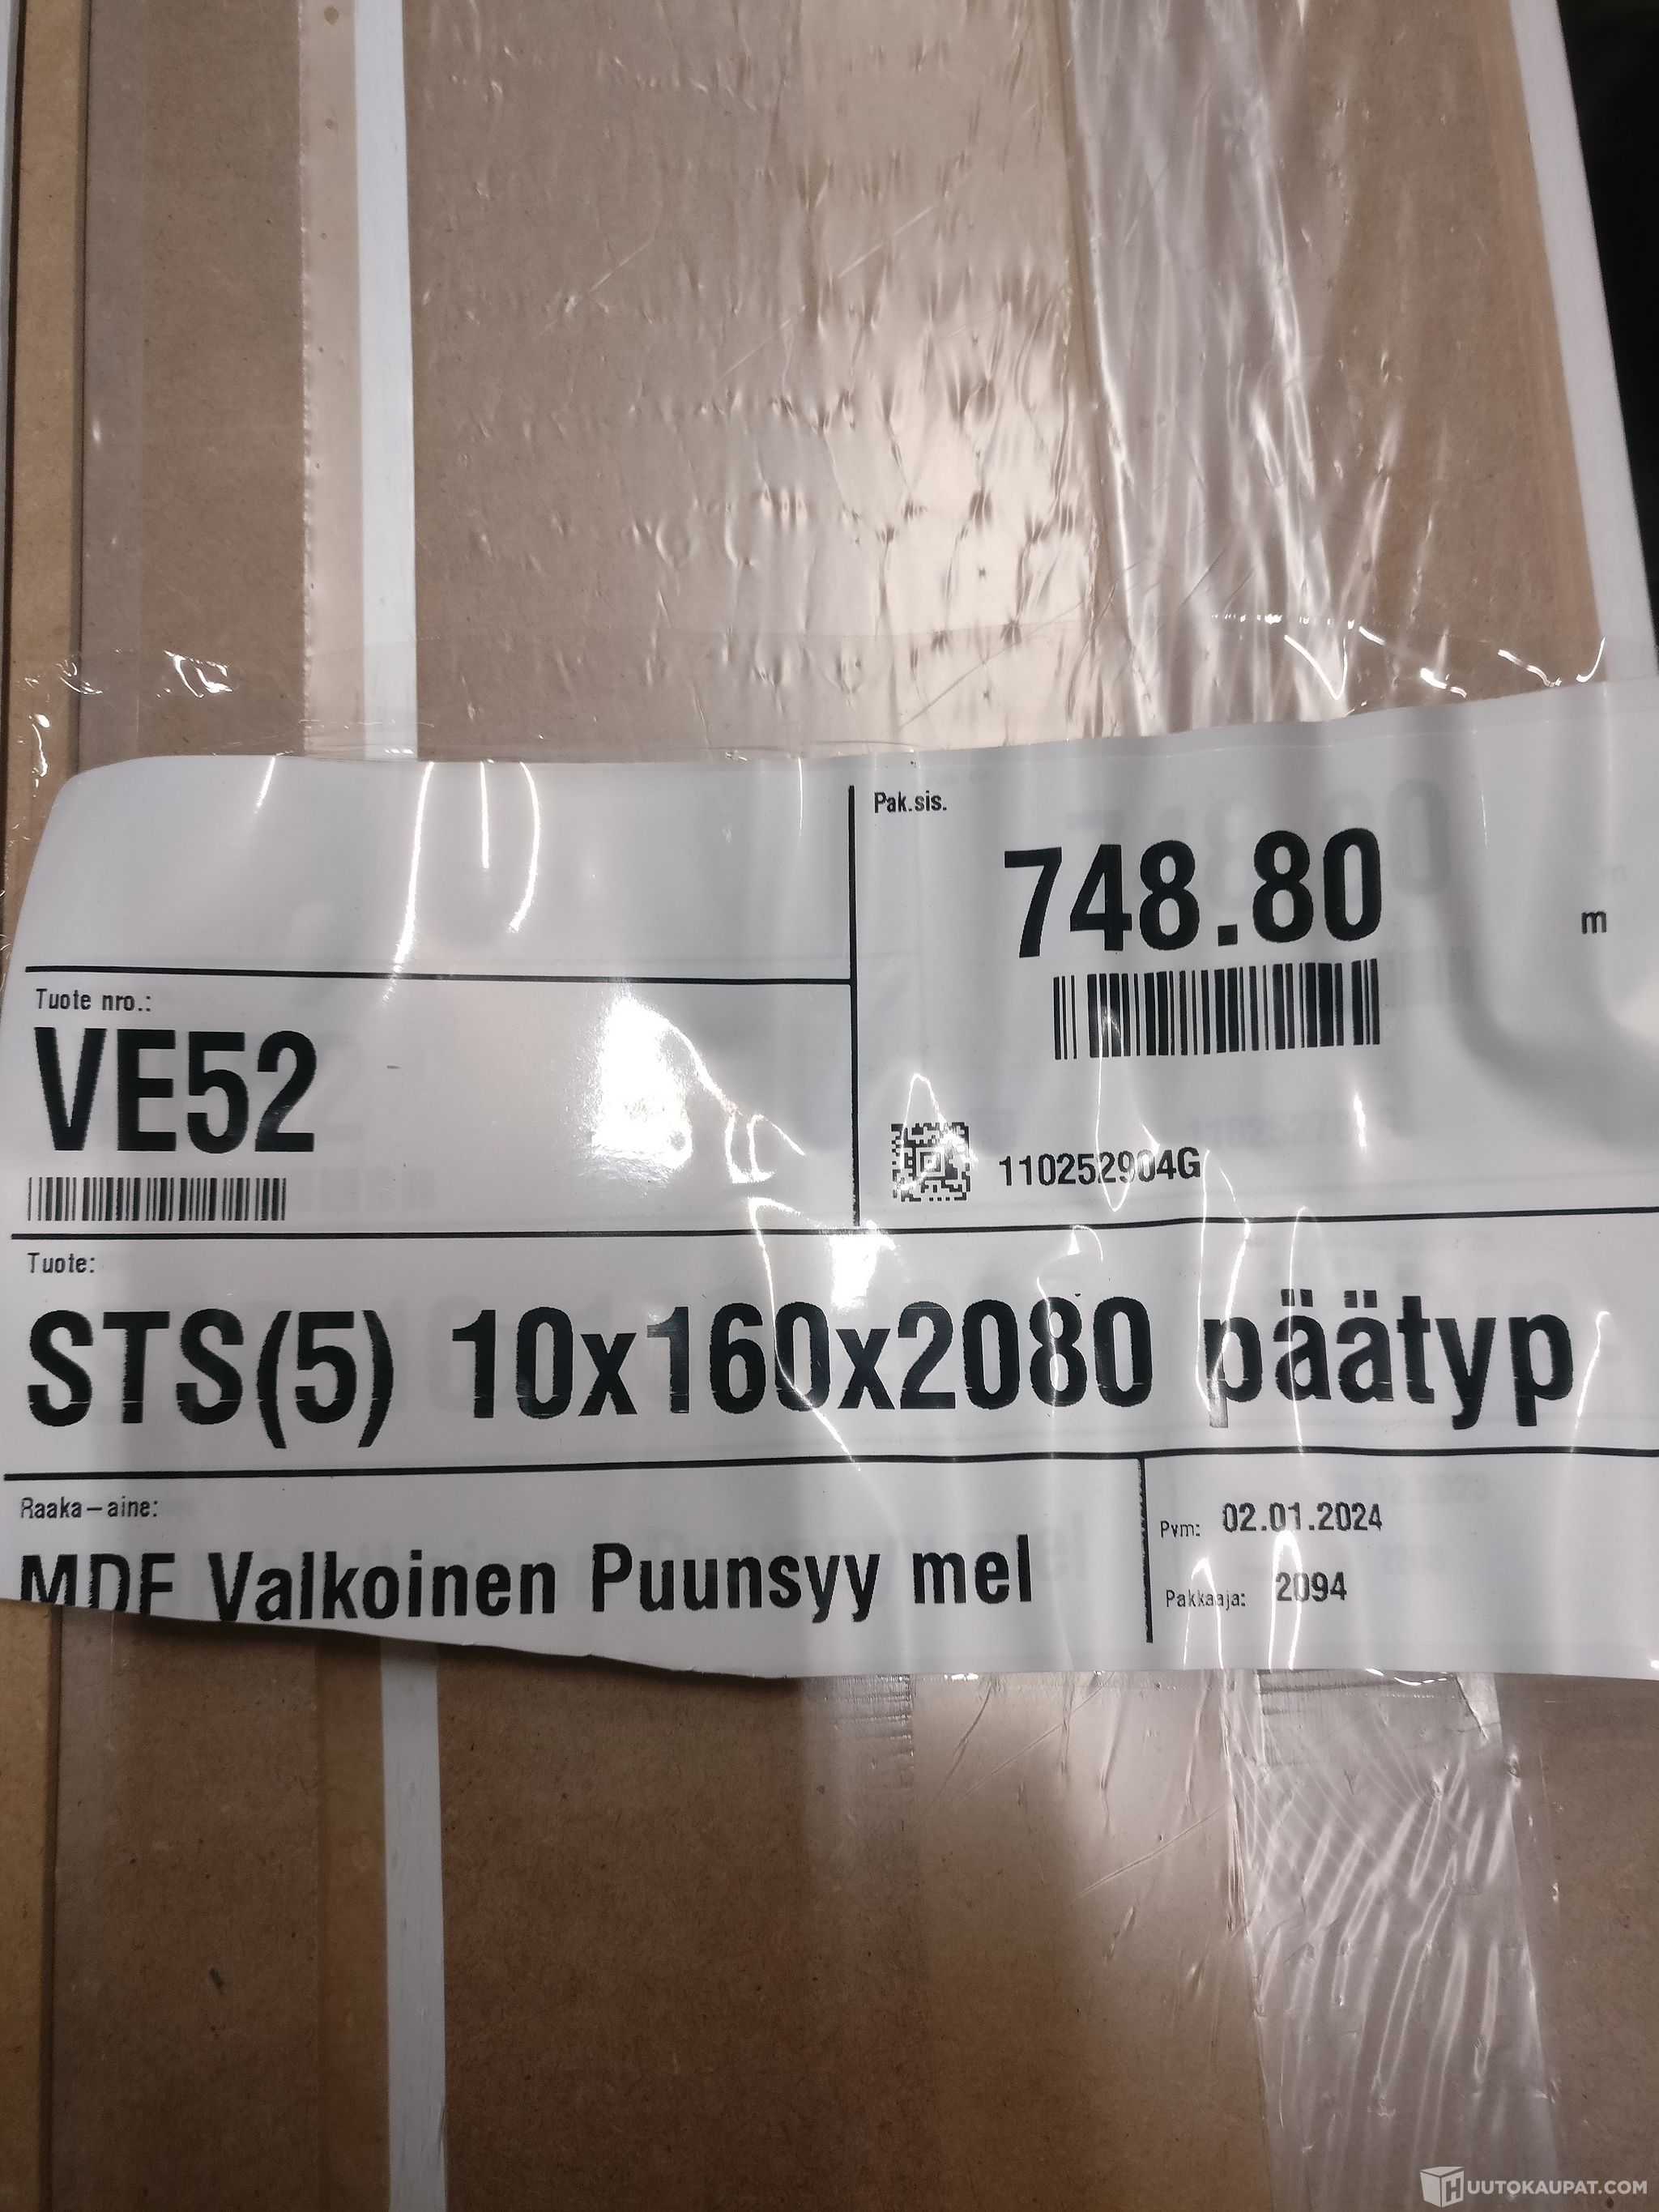 Pak.sis.
748.80 m
Tuote nro.:
VE52
110252904G
Tuote:
STS(5) 10x160x2080 päätyp
Raaka-aine:
MDF Valkoinen Puunsyy mel
Pvm: 02.01.2024
Pakkaaja: 2094
HUUTOKAUPAT.COM